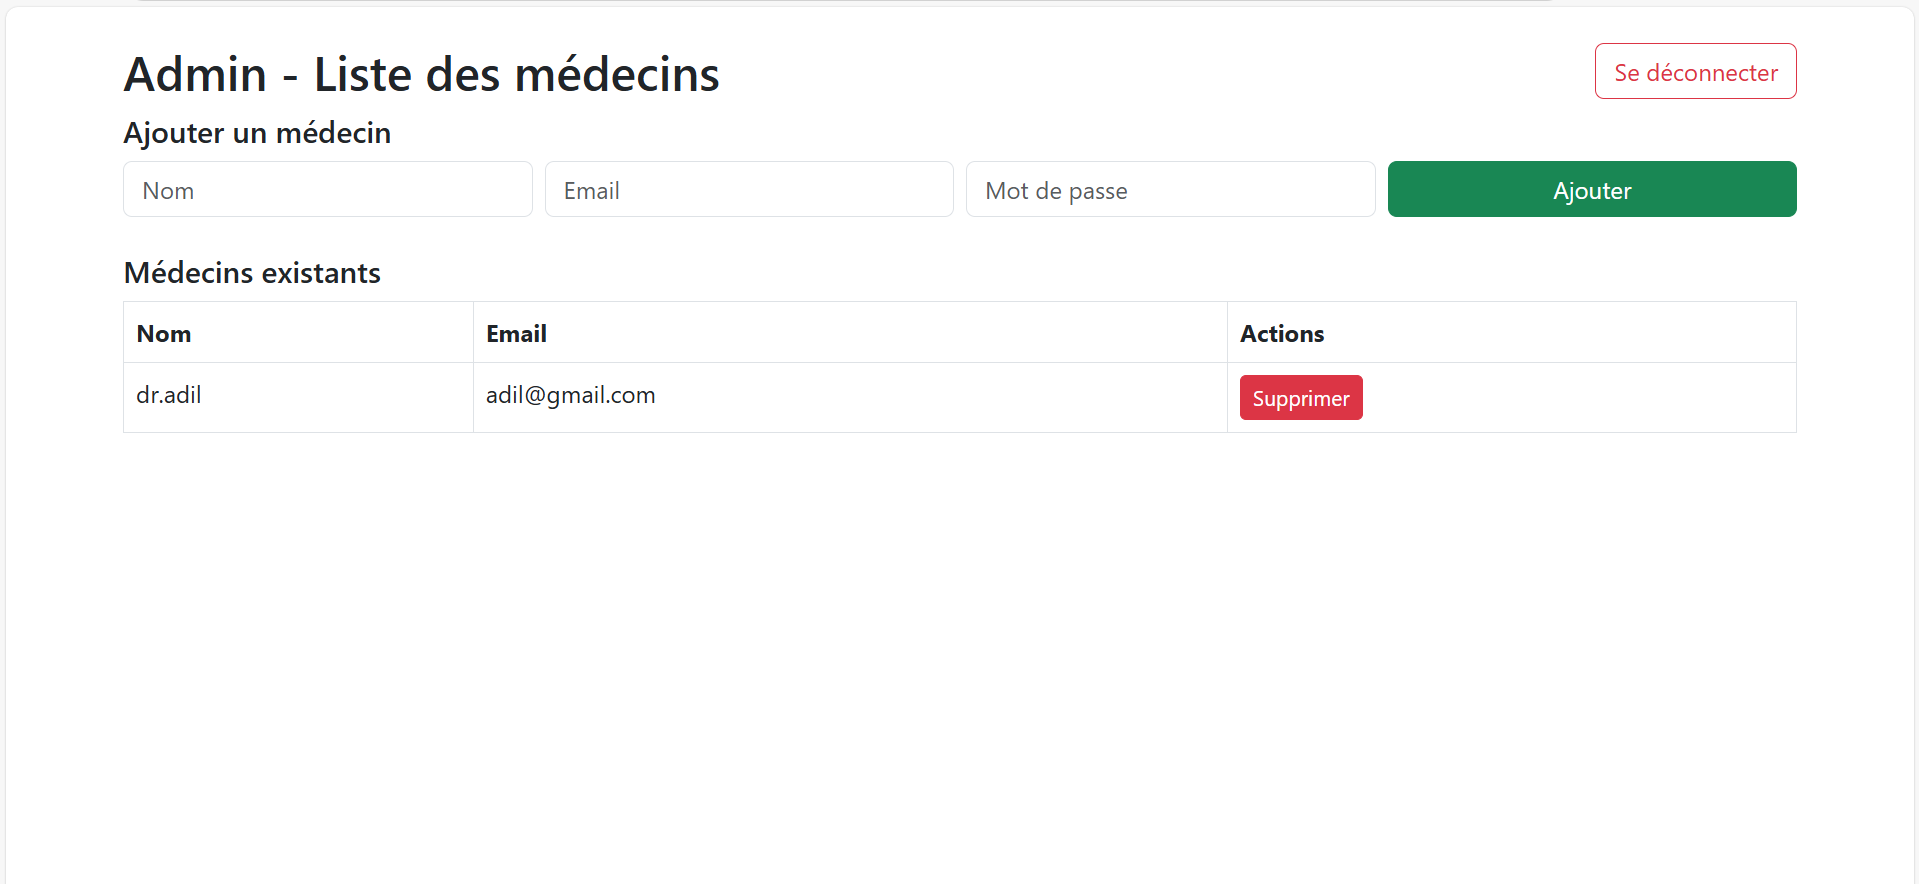 Admin - Liste des médecins
Se déconnecter
Ajouter un médecin
Nom Email Mot de passe Ajouter
Médecins existants
Nom Email Actions
dr.adil adil@gmail.com Supprimer